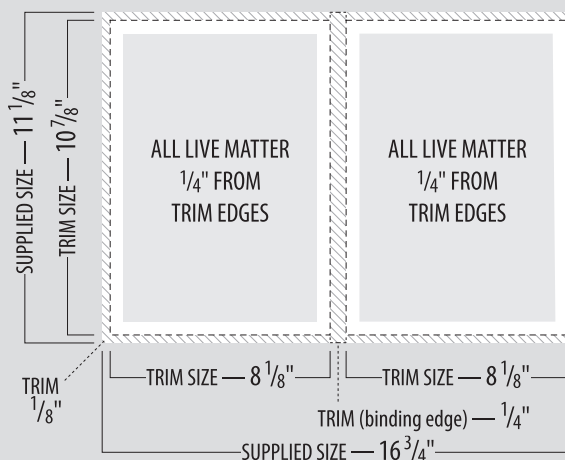 SUPPLIED SIZE — 11 1/8"
TRIM SIZE — 10 7/8"
ALL LIVE MATTER
1/4" FROM
TRIM EDGES
ALL LIVE MATTER
1/4" FROM
TRIM EDGES
TRIM
1/8"
TRIM SIZE — 8 1/8"
TRIM SIZE — 8 1/8"
TRIM (binding edge) — 1/4"
SUPPLIED SIZE — 16 3/4"